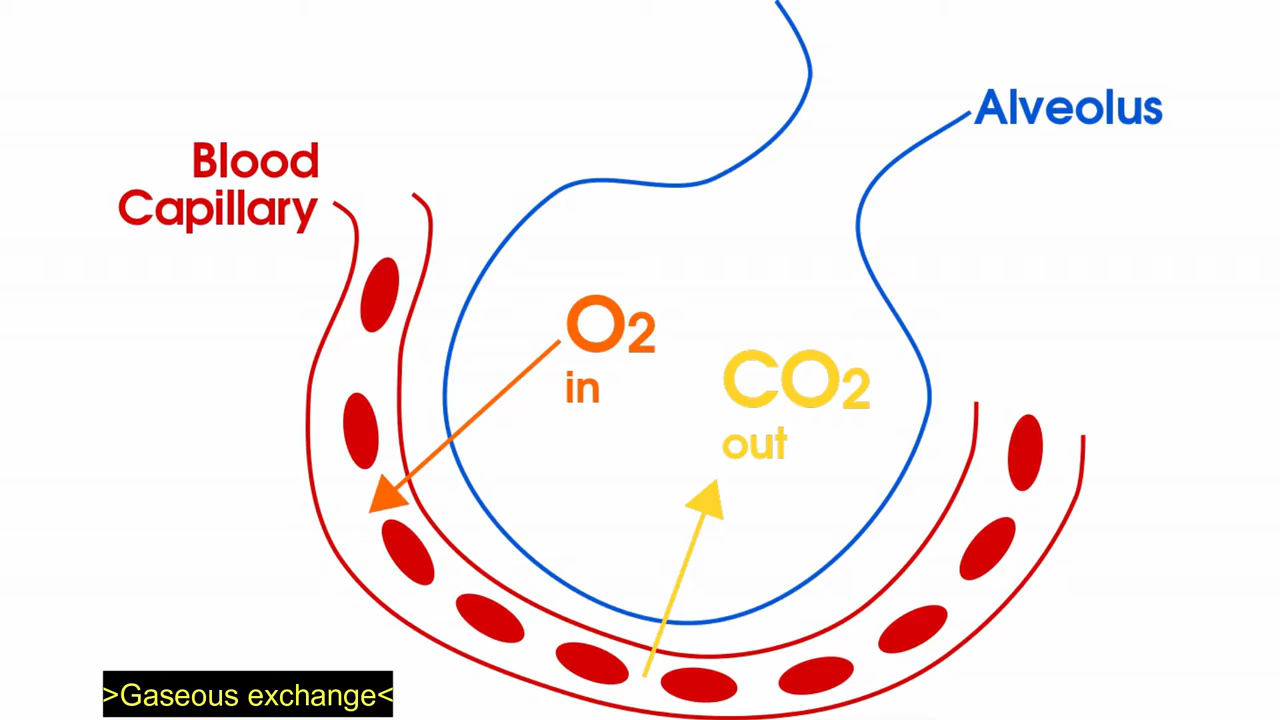 Alveolus
Blood
Capillary
O2
in
CO2
out
>Gaseous exchange<